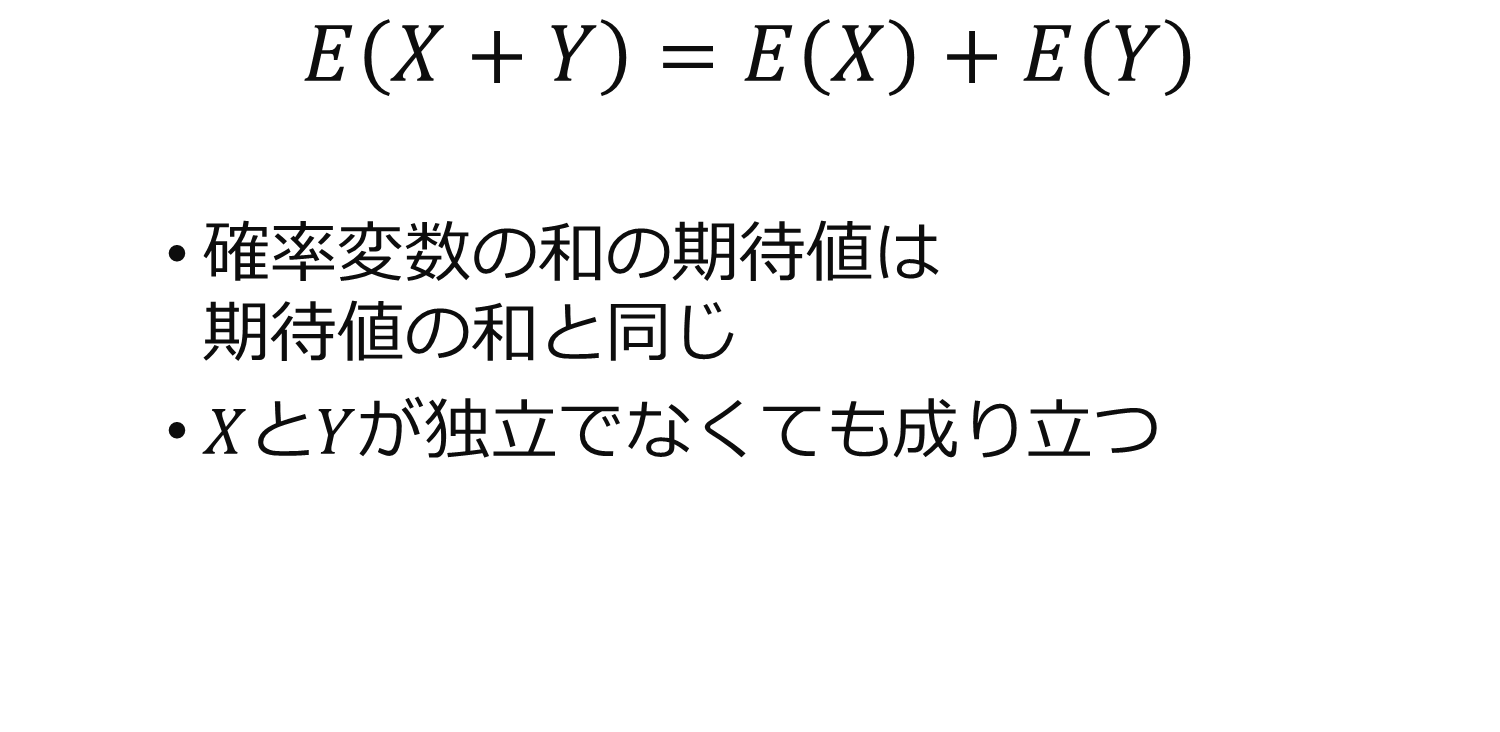 E(X + Y) = E(X) + E(Y)
• 確率変数の和の期待値は
期待値の和と同じ
• XとYが独立でなくても成り立つ